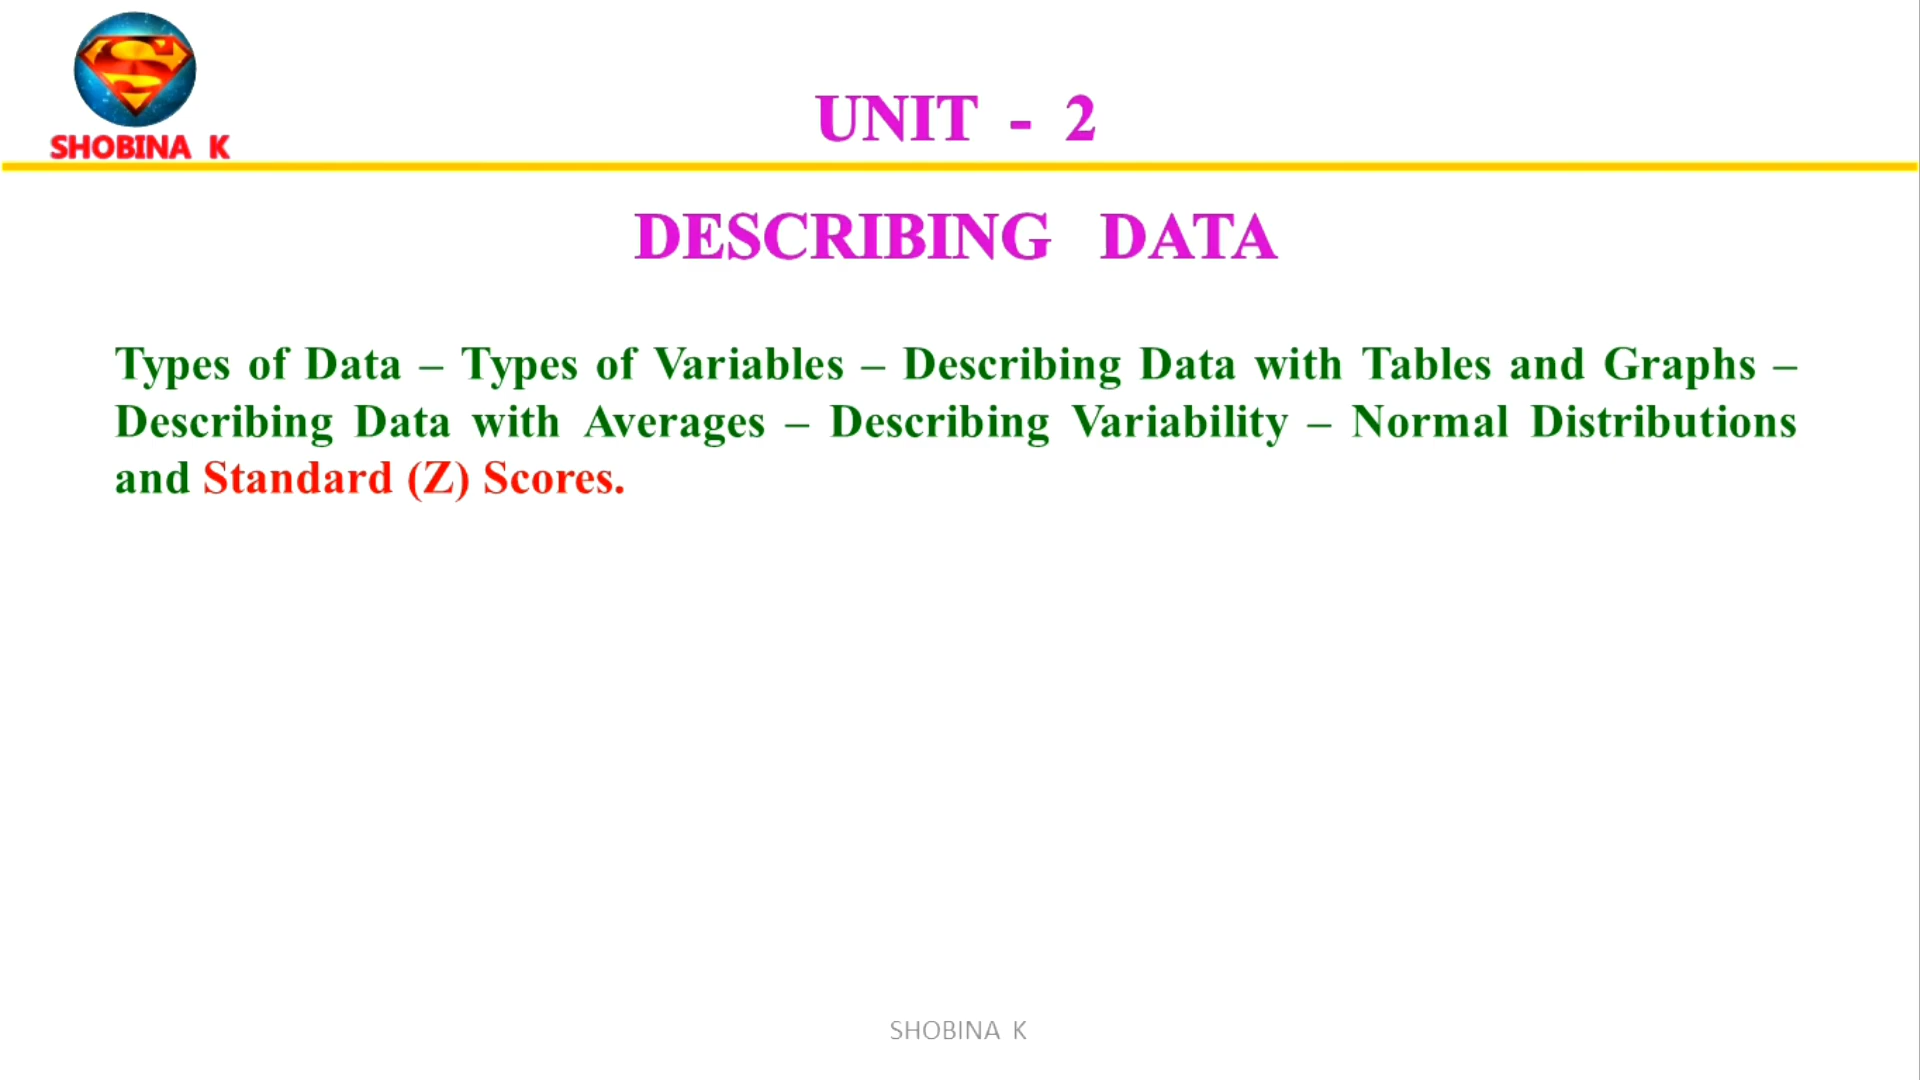 SHOBINA K
UNIT - 2
DESCRIBING DATA
Types of Data – Types of Variables – Describing Data with Tables and Graphs –
Describing Data with Averages – Describing Variability – Normal Distributions
and Standard (Z) Scores.
SHOBINA K